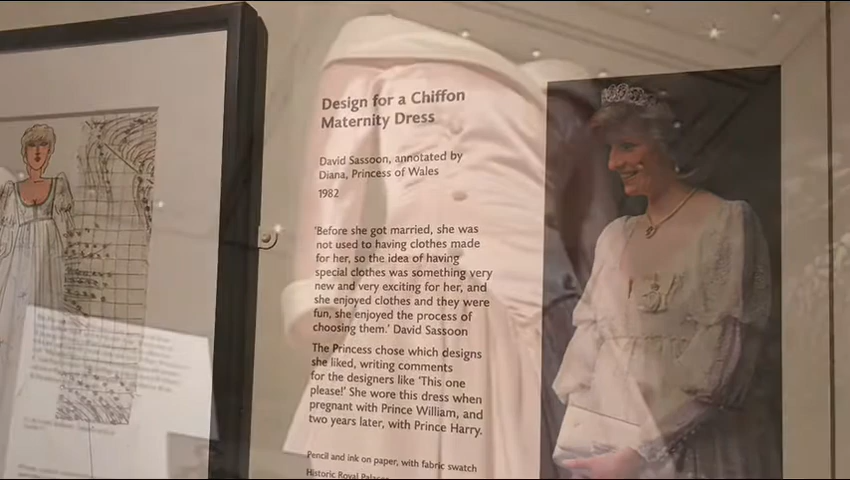 Design for a Chiffon
Maternity Dress
David Sassoon, annotated by
Diana, Princess of Wales
1982
'Before she got married, she was
not used to having clothes made
for her, so the idea of having
special clothes was something very
new and very exciting for her, and
she enjoyed clothes and they were
fun, she enjoyed the process of
choosing them.' David Sassoon
The Princess chose which designs
she liked, writing comments
for the designers like 'This one
please!' She wore this dress when
pregnant with Prince William, and
two years later, with Prince Harry.
Pencil and ink on paper, with fabric swatch
Historic Royal